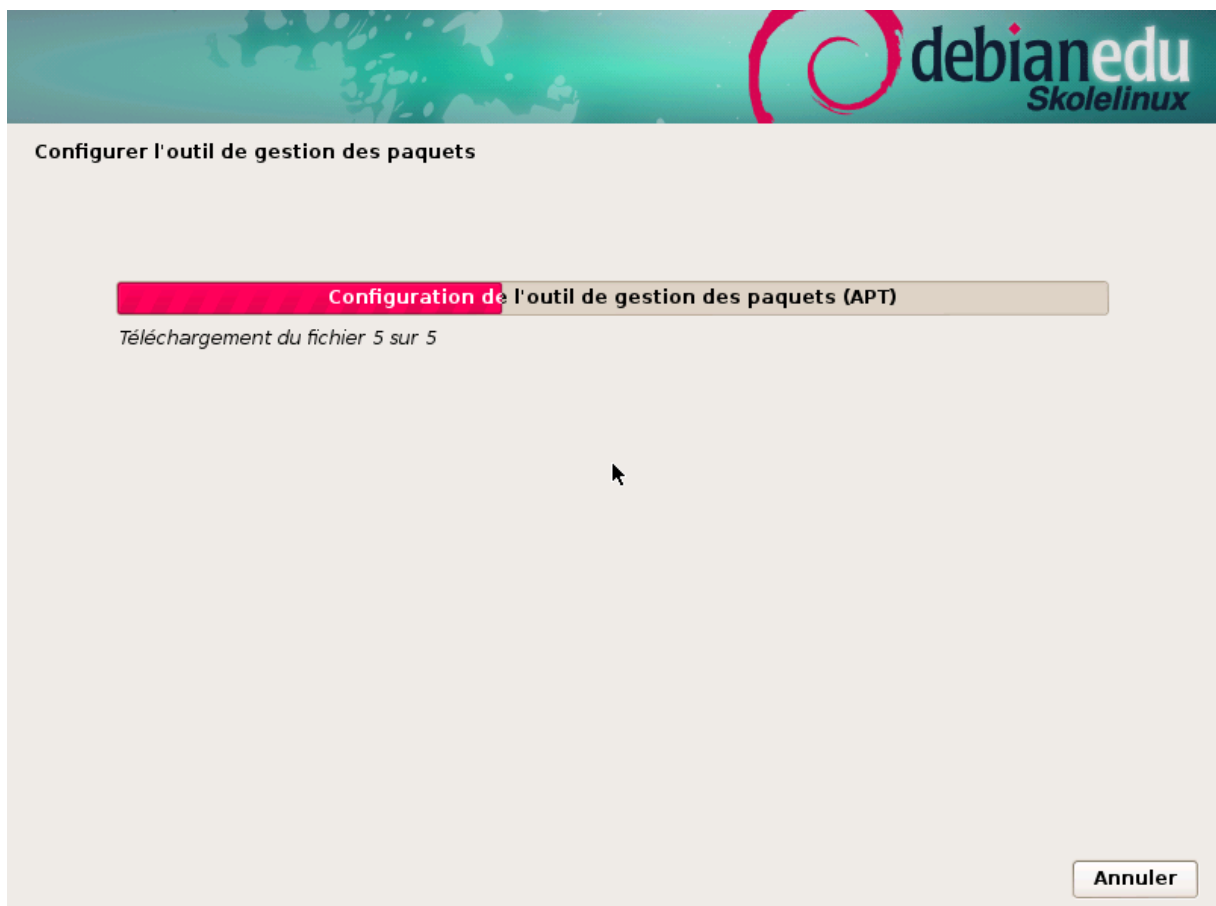 debianedu
Skolelinux
Configurer l'outil de gestion des paquets
Configuration de l'outil de gestion des paquets (APT)
Téléchargement du fichier 5 sur 5
Annuler